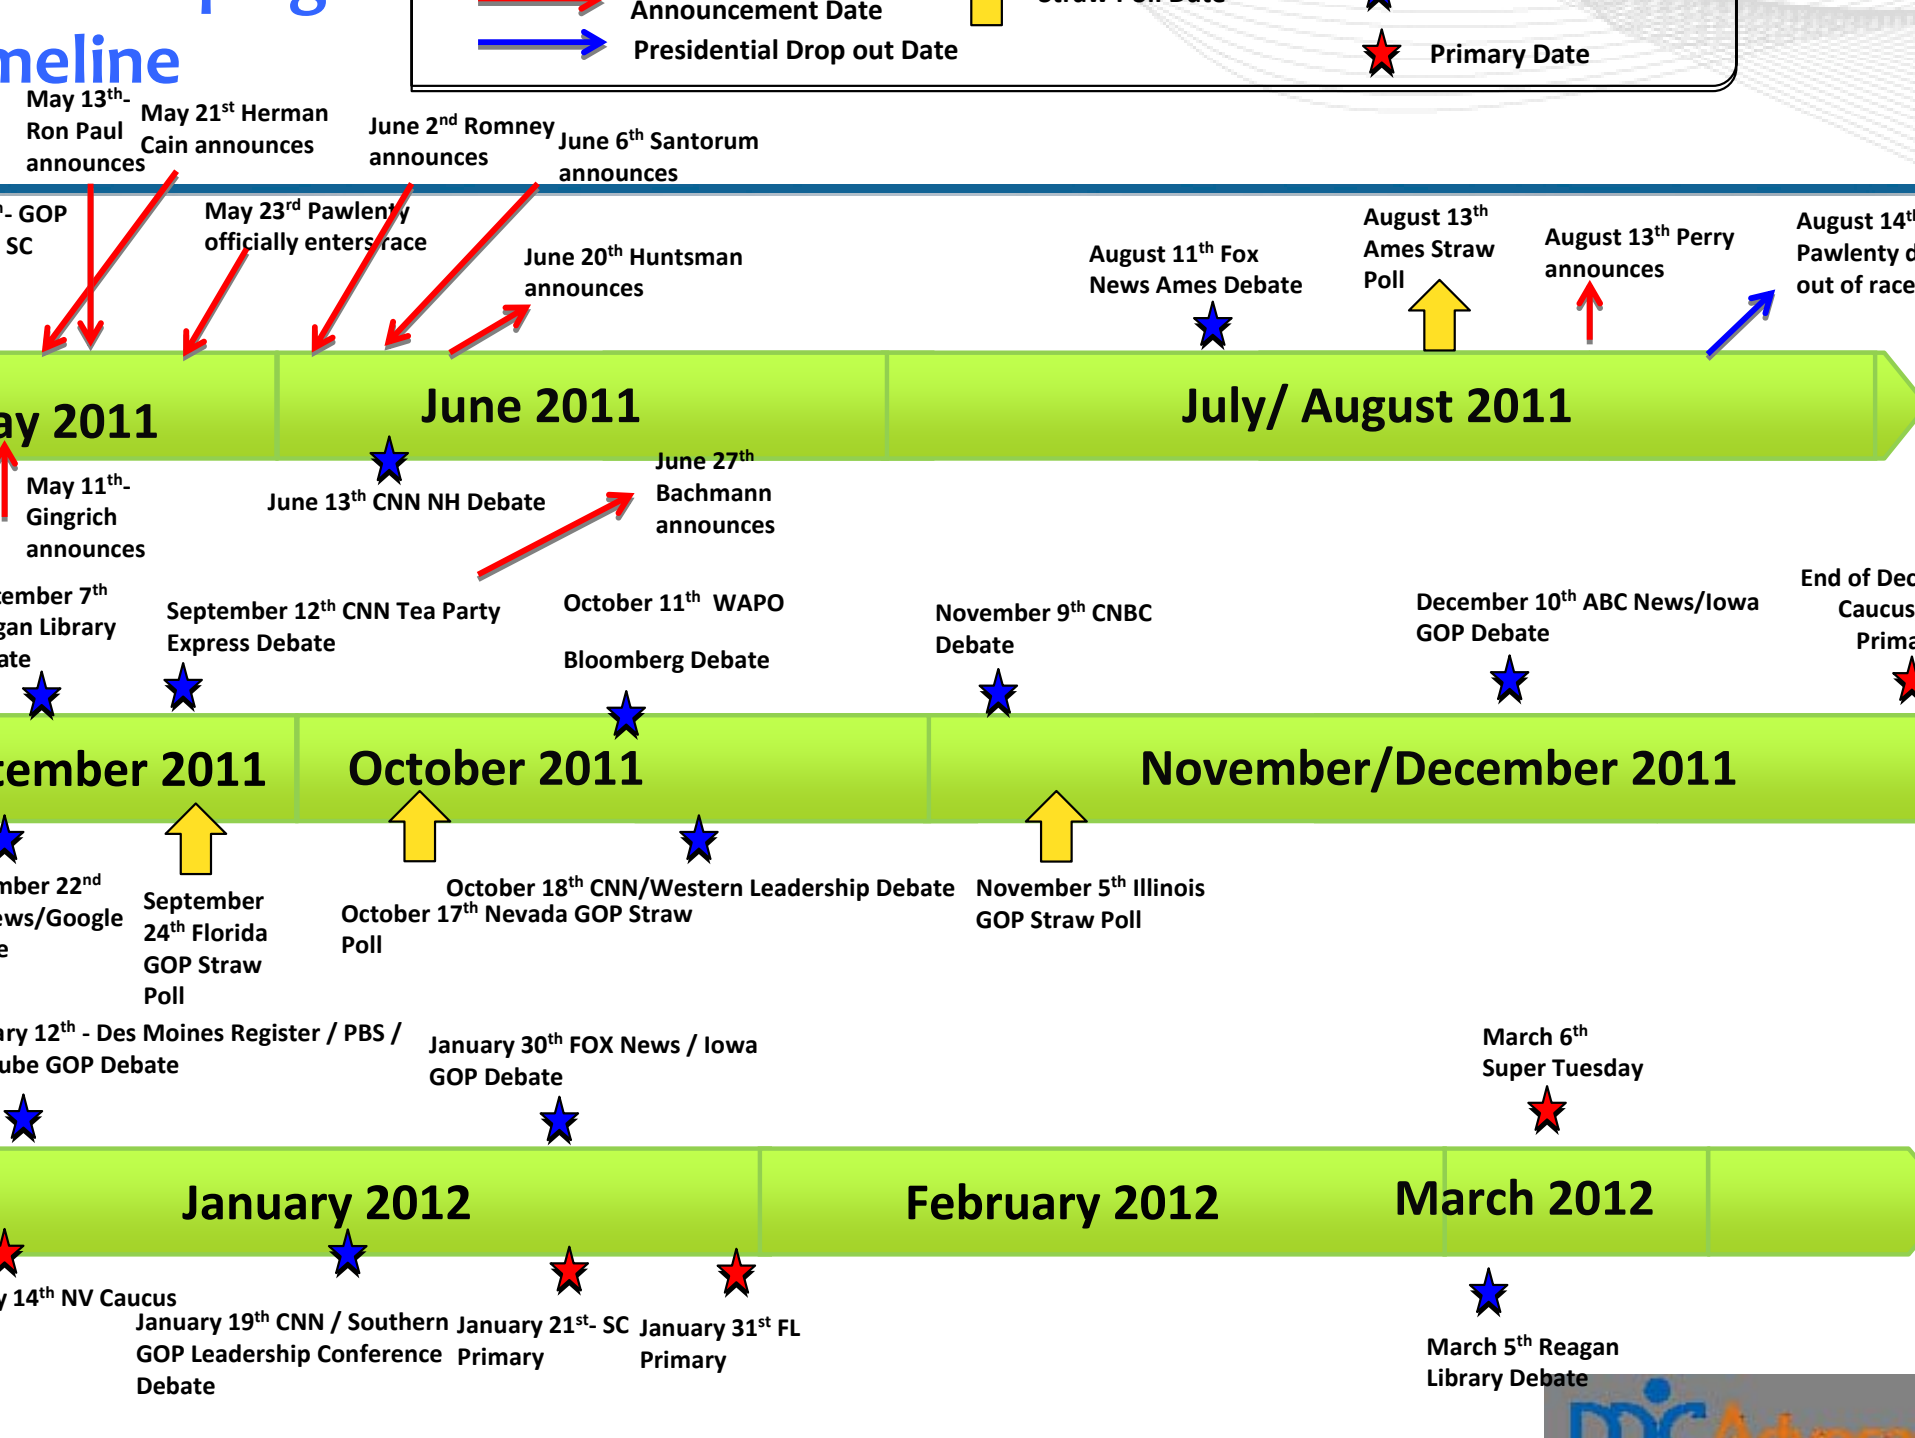 meline
Announcement Date
Presidential Drop out Date
Primary Date
May 13th-
Ron Paul
announces
May 21st Herman
Cain announces
June 2nd Romney
announces
June 6th Santorum
announces
- GOP
SC
May 23rd Pawlenty
officially enters race
June 20th Huntsman
announces
August 11th Fox
News Ames Debate
August 13th
Ames Straw
Poll
August 13th Perry
announces
August 14th
Pawlenty d
out of race
ay 2011
June 2011
July/ August 2011
May 11th-
Gingrich
announces
June 13th CNN NH Debate
June 27th
Bachmann
announces
tember 7th
gan Library
ate
September 12th CNN Tea Party
Express Debate
October 11th WAPO
Bloomberg Debate
November 9th CNBC
Debate
December 10th ABC News/Iowa
GOP Debate
End of Dec
Caucus
Prima
tember 2011
October 2011
November/December 2011
mber 22nd
ews/Google
e
September
24th Florida
GOP Straw
Poll
October 18th CNN/Western Leadership Debate
October 17th Nevada GOP Straw
Poll
November 5th Illinois
GOP Straw Poll
ary 12th - Des Moines Register / PBS /
ube GOP Debate
January 30th FOX News / Iowa
GOP Debate
March 6th
Super Tuesday
January 2012
February 2012
March 2012
y 14th NV Caucus
January 19th CNN / Southern
GOP Leadership Conference
Debate
January 21st- SC
Primary
January 31st FL
Primary
March 5th Reagan
Library Debate